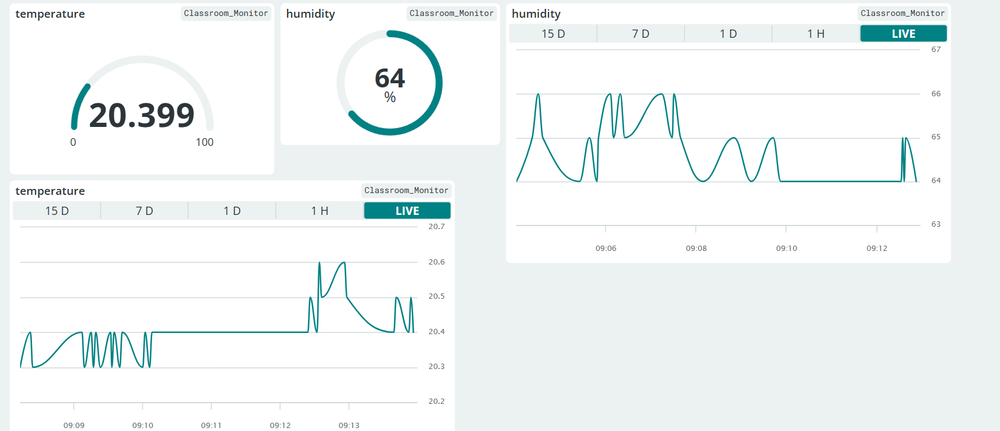 temperature Classroom_Monitor
20.399
0 100
humidity Classroom_Monitor
64
%
humidity Classroom_Monitor
15 D 7 D 1 D 1 H LIVE
67
66
65
64
63
09:06 09:08 09:10 09:12
temperature Classroom_Monitor
15 D 7 D 1 D 1 H LIVE
20.7
20.6
20.5
20.4
20.3
20.2
09:09 09:10 09:11 09:12 09:13